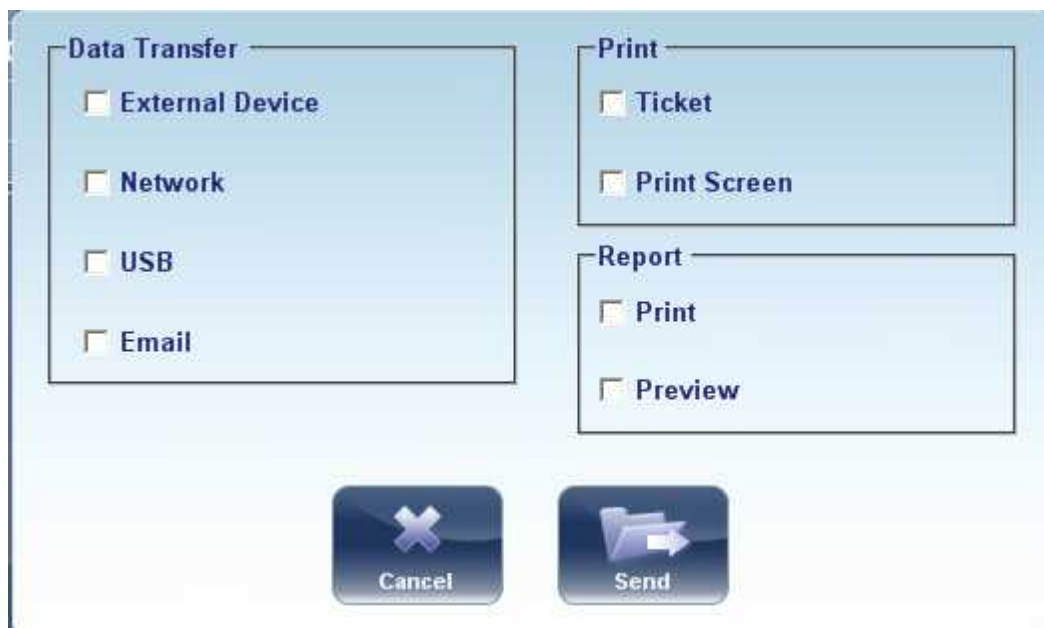 Data Transfer
External Device
Network
USB
Email
Print
Ticket
Print Screen
Report
Print
Preview
Cancel
Send